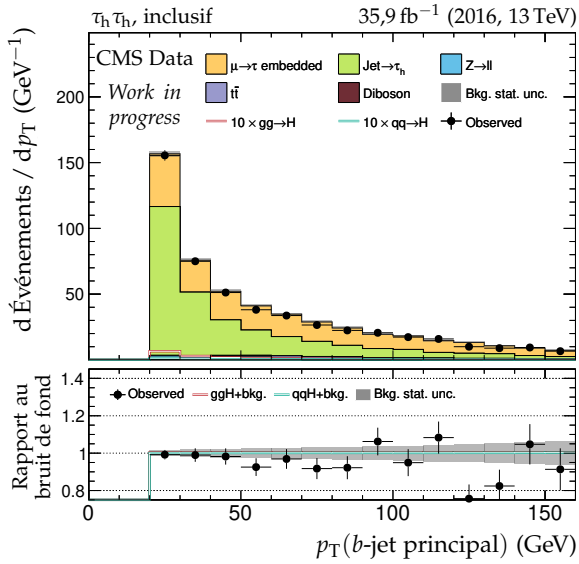 τₕτₕ, inclusif 35,9 fb⁻¹ (2016, 13 TeV)
CMS Data
Work in
progress
μ→τ embedded Jet→τₕ Z→ll
tt̄ Diboson Bkg. stat. unc.
10 × gg→H 10 × qq→H Observed
d Événements / dp_T (GeV⁻¹)
200
150
100
50
Observed ggH+bkg. qqH+bkg. Bkg. stat. unc.
Rapport au
bruit de fond
1.4
1.2
1
0.8
0 50 100 150
p_T(b-jet principal) (GeV)